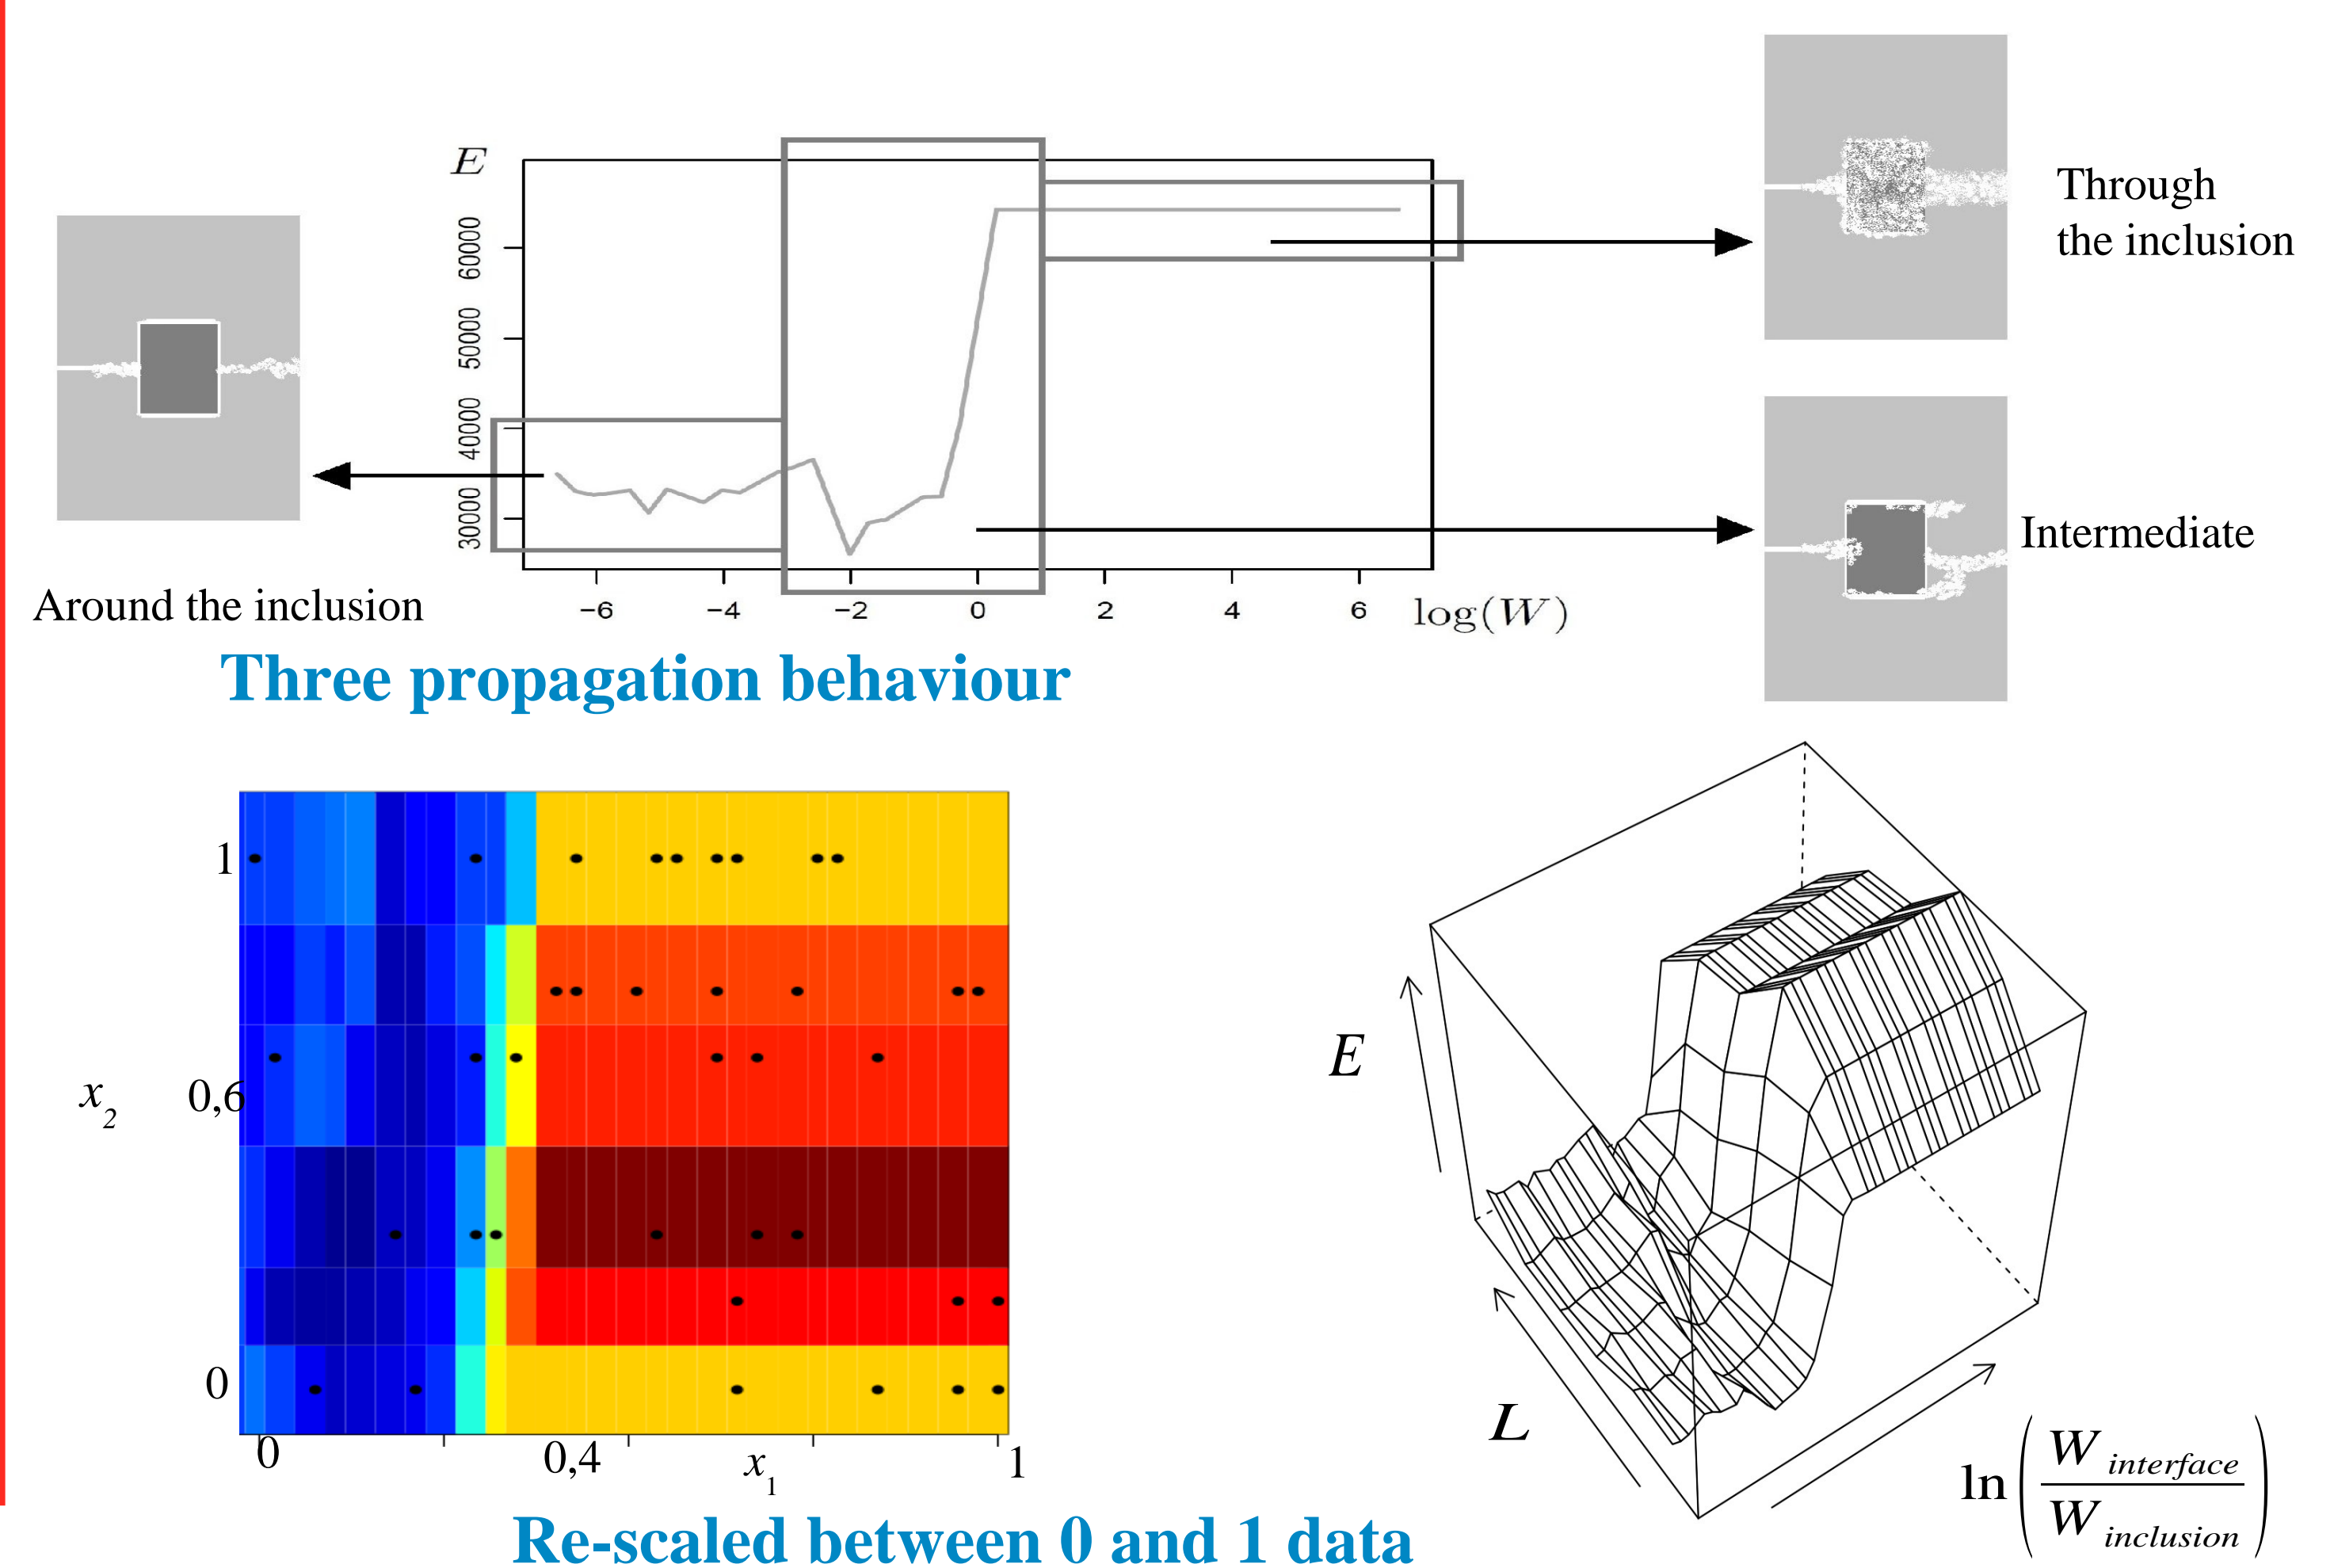 E
60000
50000
40000
30000
-6 -4 -2 0 2 4 6 log(W)
Through
the inclusion
Intermediate
Around the inclusion
Three propagation behaviour
1
x2 0,6
0
0 0,4 x1 1
E
L
ln(W interface / W inclusion)
Re-scaled between 0 and 1 data